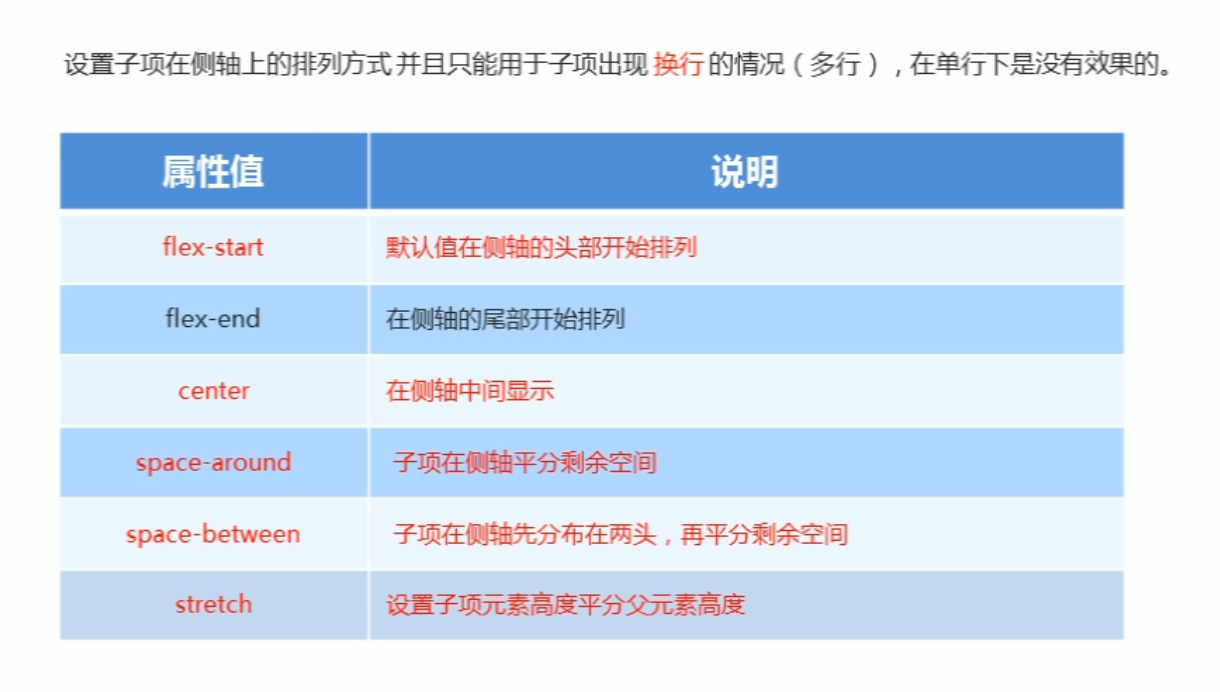 设置子项在侧轴上的排列方式 并且只能用于子项出现 换行 的情况（多行），在单行下是没有效果的。
属性值 说明
flex-start 默认值在侧轴的头部开始排列
flex-end 在侧轴的尾部开始排列
center 在侧轴中间显示
space-around 子项在侧轴平分剩余空间
space-between 子项在侧轴先分布在两头，再平分剩余空间
stretch 设置子项元素高度平分父元素高度